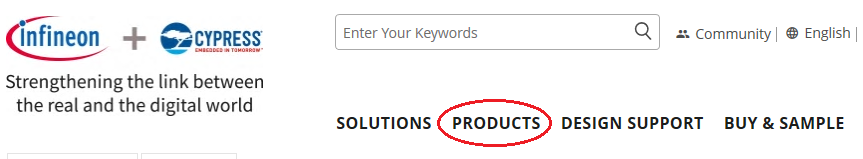 infineon + CYPRESS
EMBEDDED IN TOMORROW™
Strengthening the link between
the real and the digital world
Enter Your Keywords
Community | English |
SOLUTIONS PRODUCTS DESIGN SUPPORT BUY & SAMPLE